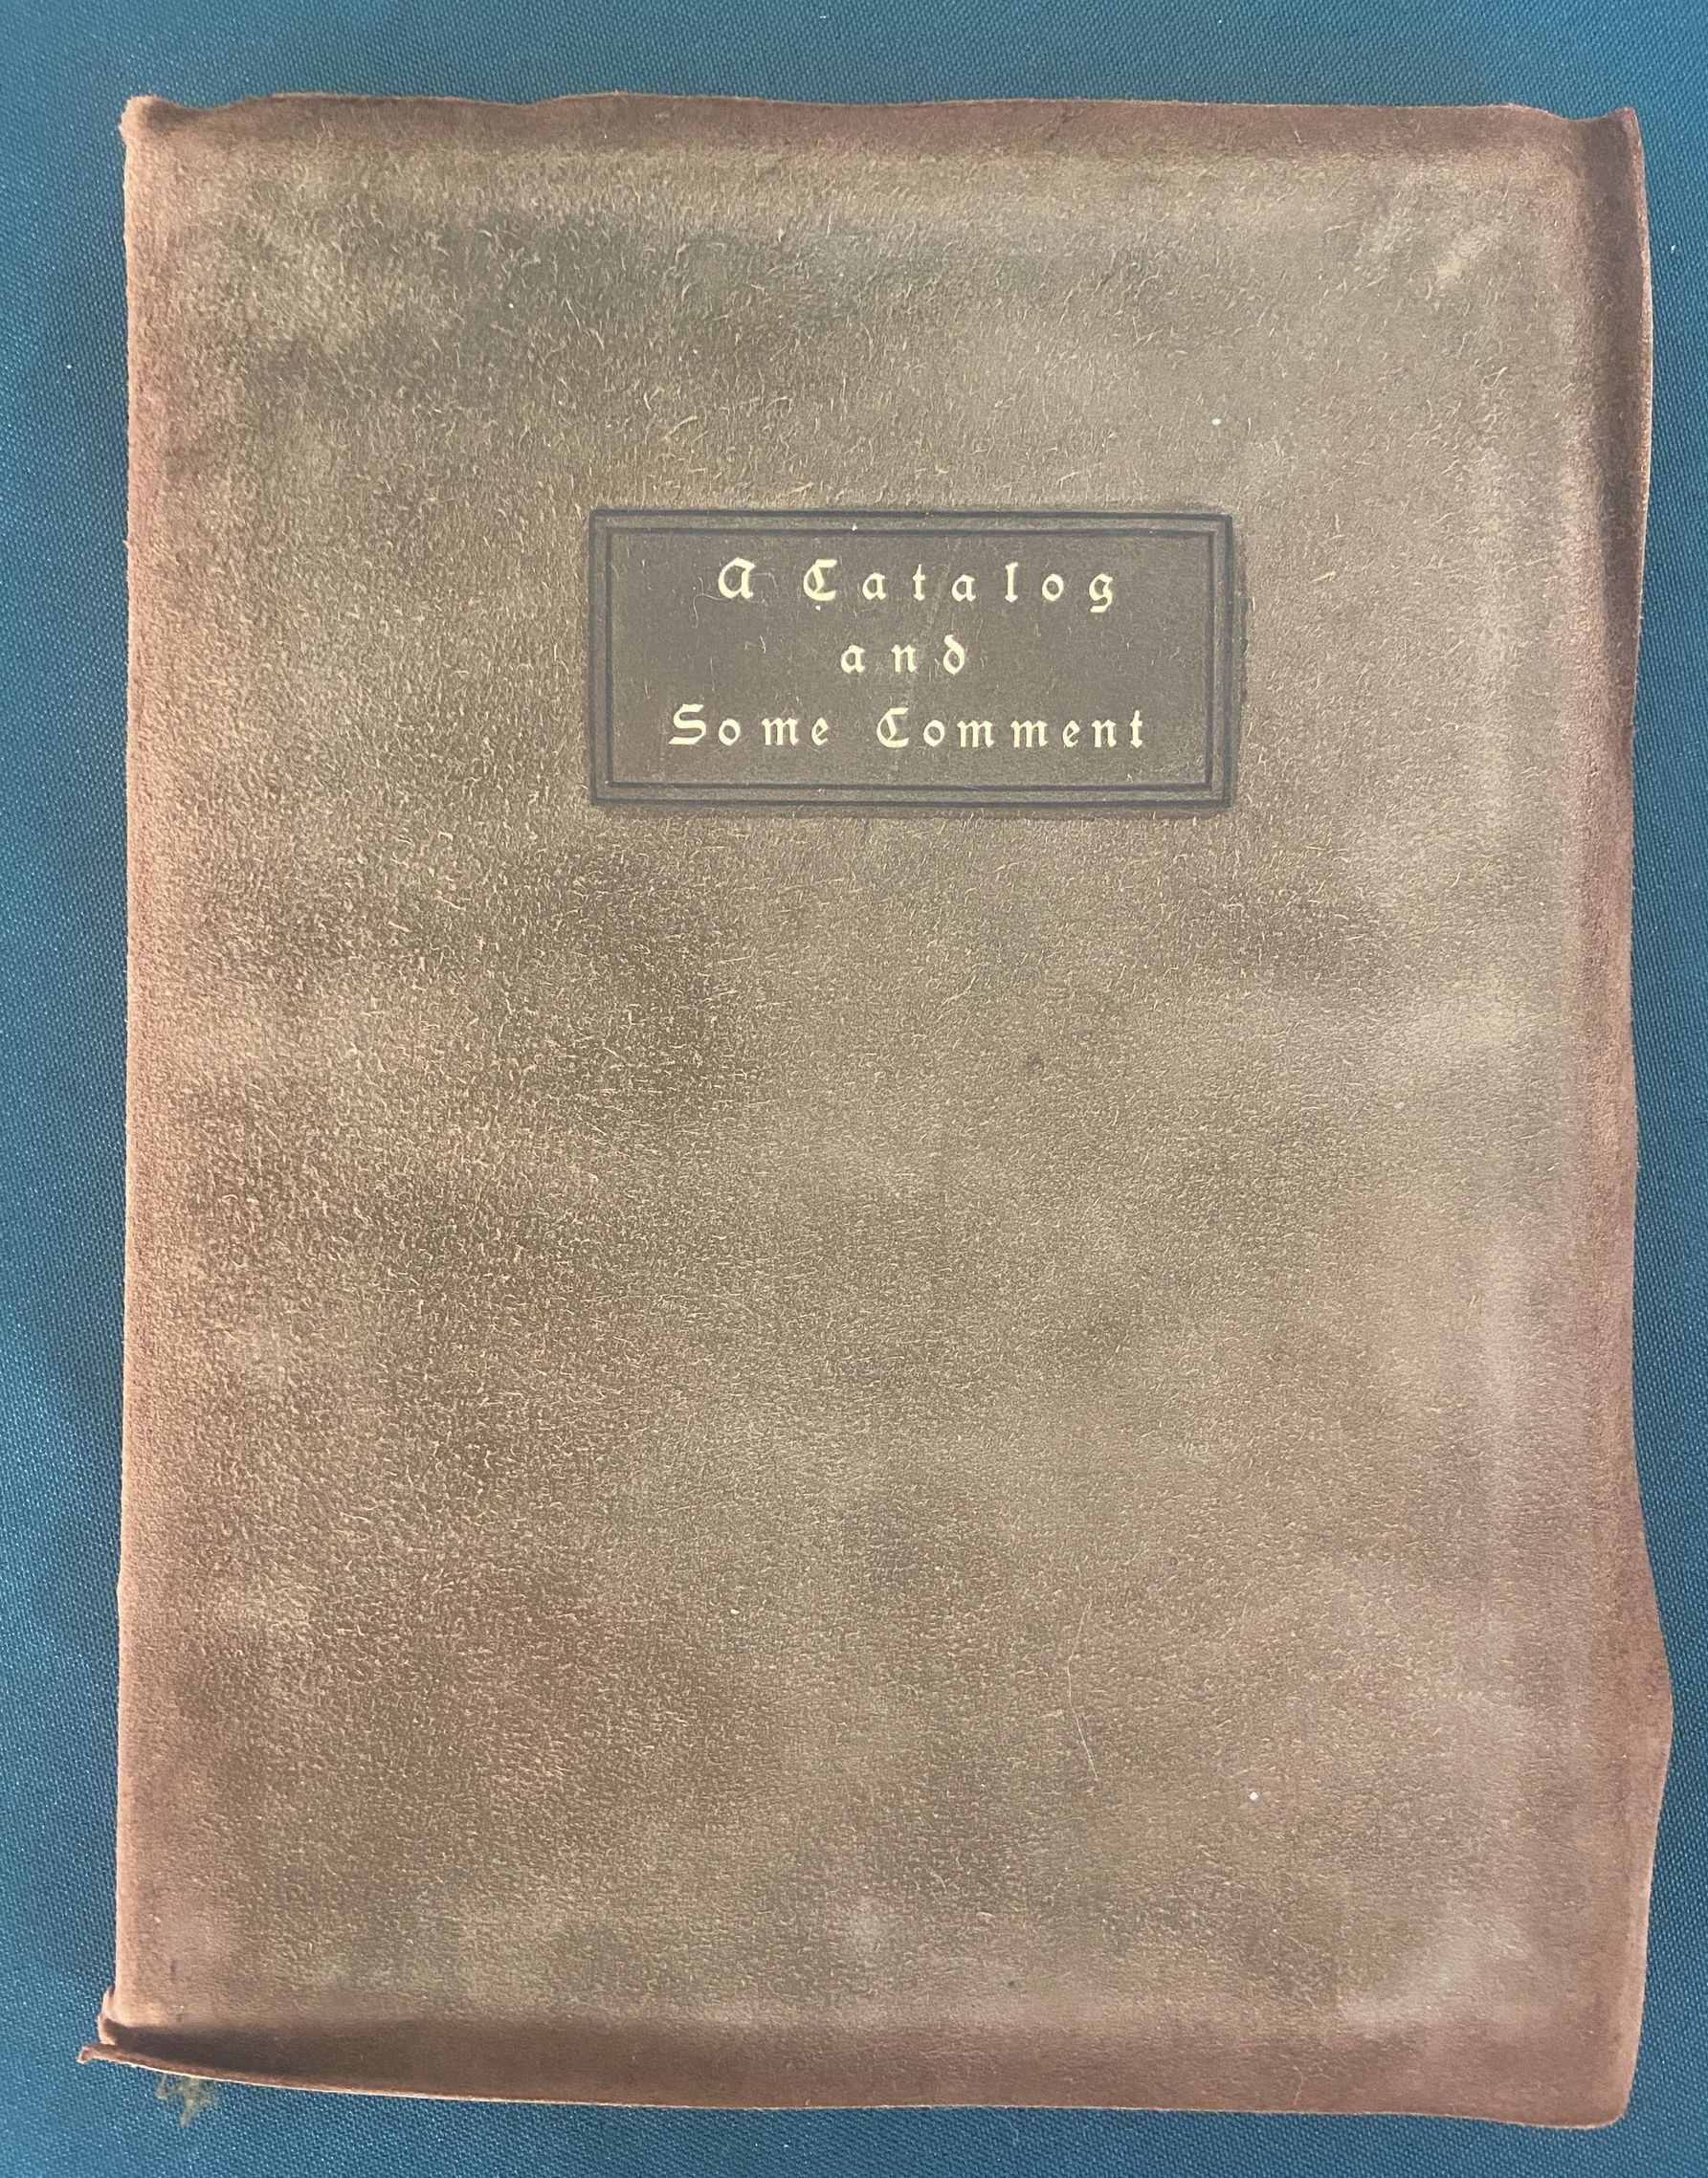 A Catalog
and
Some Comment